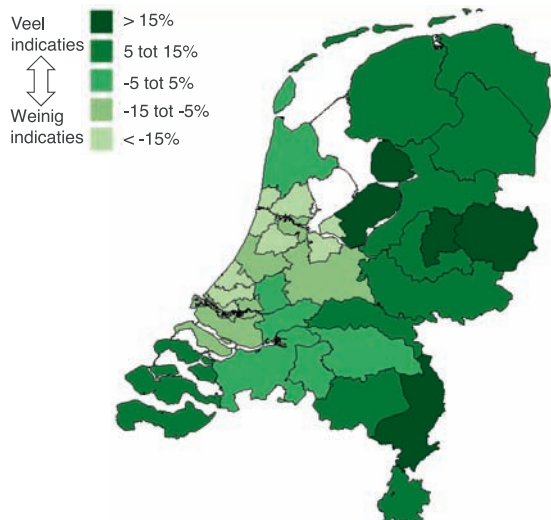 Veel
indicaties
Weinig
indicaties
> 15%
5 tot 15%
-5 tot 5%
-15 tot -5%
< -15%